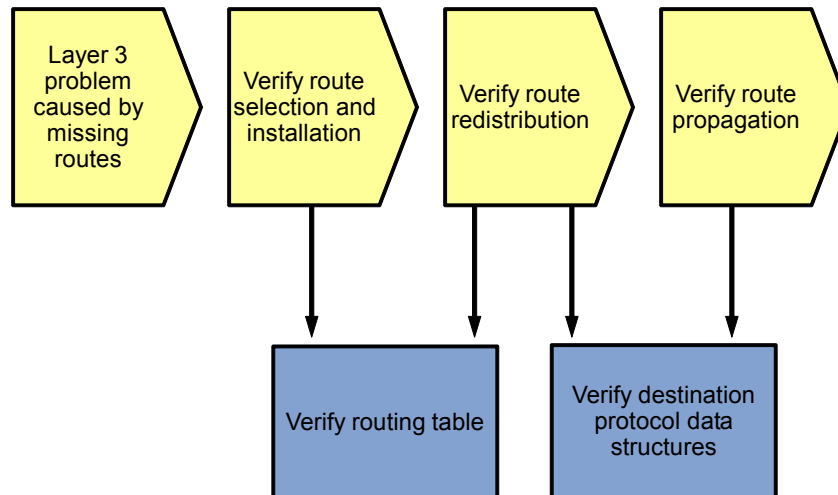 Layer 3
problem
caused by
missing
routes
Verify route
selection and
installation
Verify route
redistribution
Verify route
propagation
Verify routing table
Verify destination
protocol data
structures